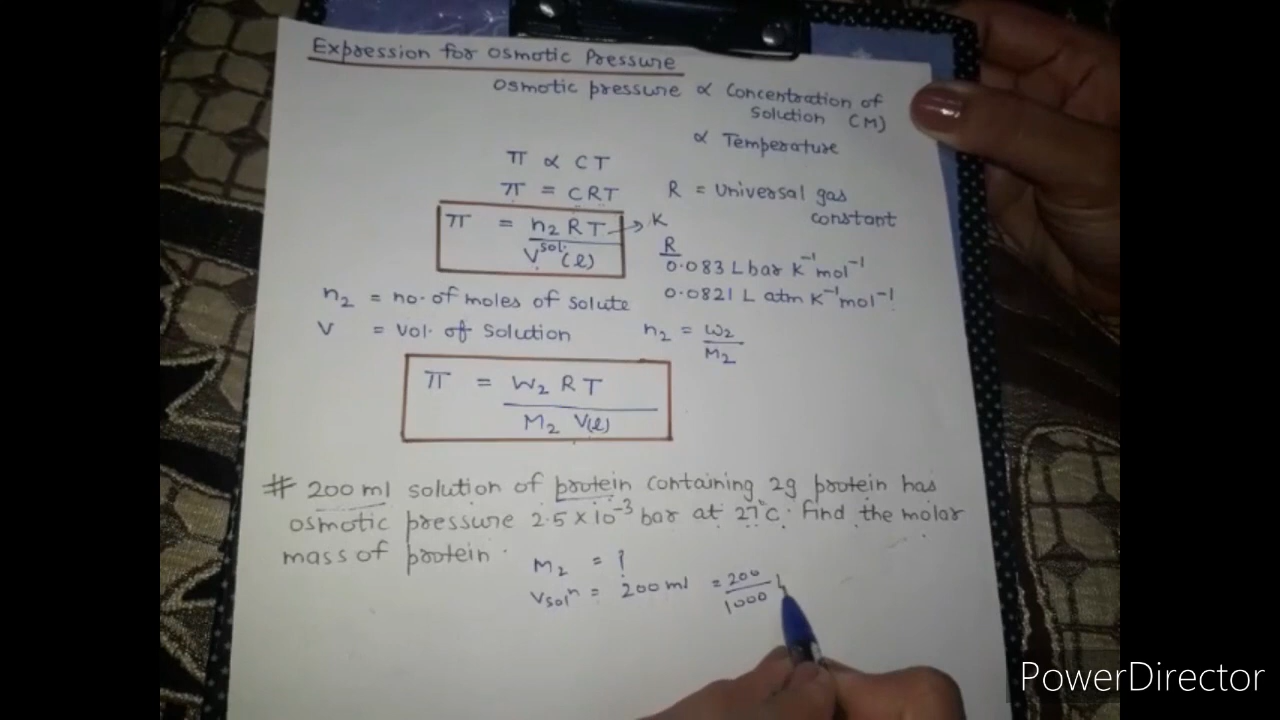 Expression for Osmotic Pressure
Osmotic pressure ∝ Concentration of
Solution (M)
∝ Temperature
π ∝ CT
π = CRT
R = Universal gas
constant
π = n₂ R T → K
V sol. (l)
R
0.083 L bar K⁻¹ mol⁻¹
0.0821 L atm K⁻¹ mol⁻¹
n₂ = no. of moles of solute
V = Vol. of Solution
n₂ = W₂
M₂
π = W₂ R T
M₂ V(l)
# 200 ml solution of protein containing 2g protein has
osmotic pressure 2.5 × 10⁻³ bar at 27°C. Find the molar
mass of protein.
M₂ = ?
Vsolⁿ = 200 ml = 200
1000 L
PowerDirector